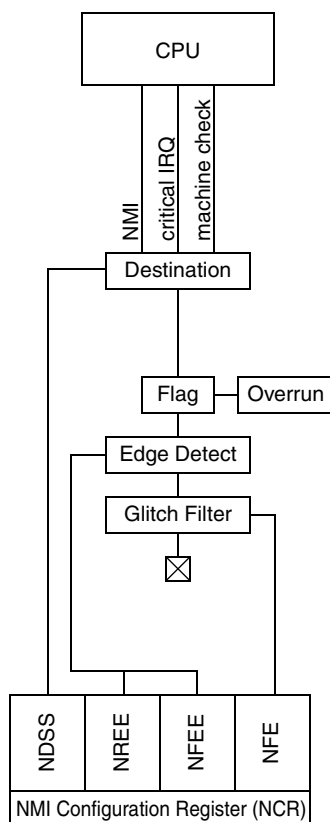 CPU
NMI
critical IRQ
machine check
Destination
Flag
Overrun
Edge Detect
Glitch Filter
NDSS
NREE
NFEE
NFE
NMI Configuration Register (NCR)